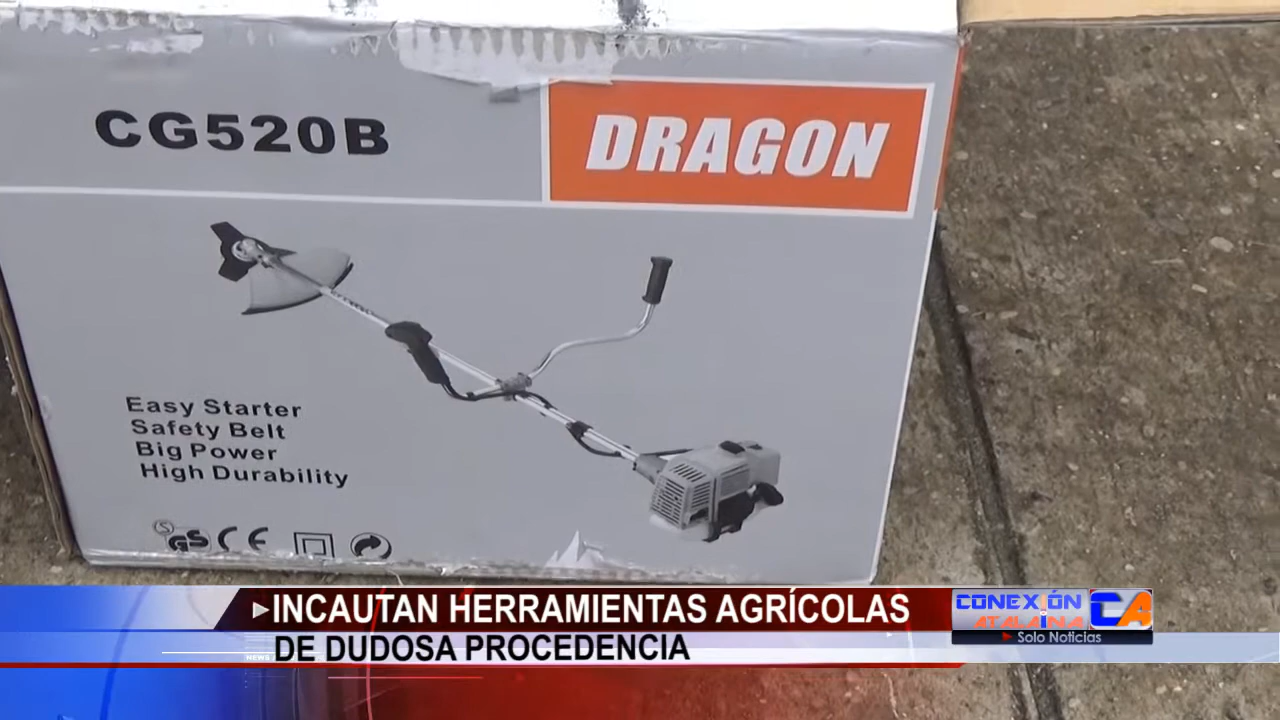 CG520B
DRAGON
Easy Starter
Safety Belt
Big Power
High Durability
GS CE
INCAUTAN HERRAMIENTAS AGRÍCOLAS
DE DUDOSA PROCEDENCIA
NEWS
CONEXIÓN
ATALAINA
CA
Solo Noticias